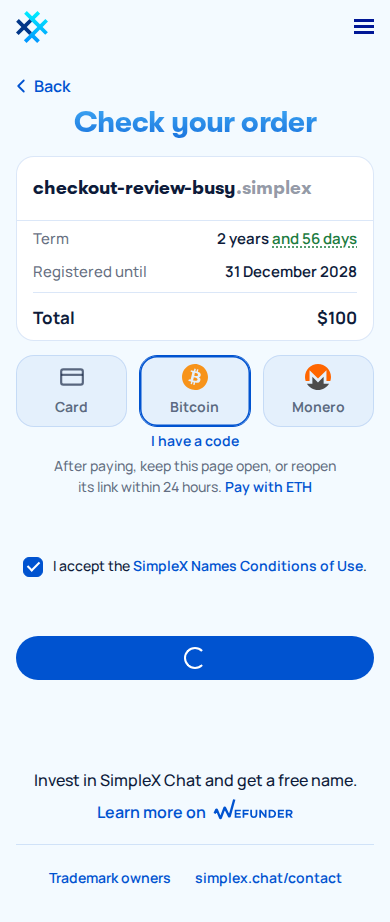 Back
Check your order
checkout-review-busy.simplex
Term 2 years and 56 days
Registered until 31 December 2028
Total $100
Card Bitcoin Monero
I have a code
After paying, keep this page open, or reopen
its link within 24 hours. Pay with ETH
I accept the SimpleX Names Conditions of Use.
Invest in SimpleX Chat and get a free name.
Learn more on WEFUNDER
Trademark owners simplex.chat/contact